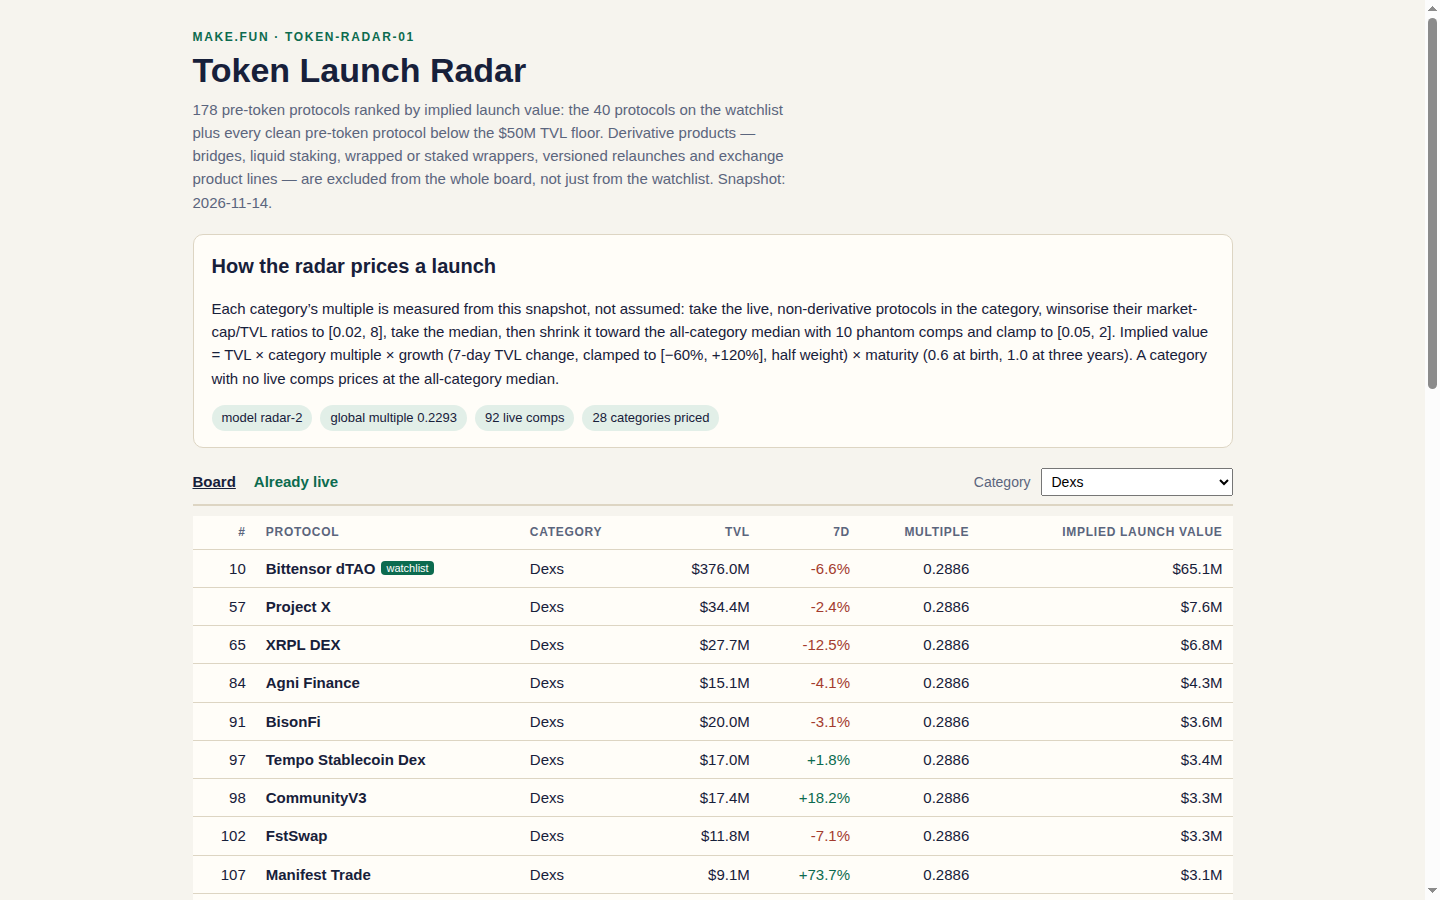 MAKE.FUN · TOKEN-RADAR-01
Token Launch Radar
178 pre-token protocols ranked by implied launch value: the 40 protocols on the watchlist
plus every clean pre-token protocol below the $50M TVL floor. Derivative products —
bridges, liquid staking, wrapped or staked wrappers, versioned relaunches and exchange
product lines — are excluded from the whole board, not just from the watchlist. Snapshot:
2026-11-14.
How the radar prices a launch
Each category’s multiple is measured from this snapshot, not assumed: take the live, non-derivative protocols in the category, winsorise their market-
cap/TVL ratios to [0.02, 8], take the median, then shrink it toward the all-category median with 10 phantom comps and clamp to [0.05, 2]. Implied value
= TVL × category multiple × growth (7-day TVL change, clamped to [−60%, +120%], half weight) × maturity (0.6 at birth, 1.0 at three years). A category
with no live comps prices at the all-category median.
model radar-2 global multiple 0.2293 92 live comps 28 categories priced
Board Already live Category Dexs
# PROTOCOL CATEGORY TVL 7D MULTIPLE IMPLIED LAUNCH VALUE
10 Bittensor dTAO watchlist Dexs $376.0M -6.6% 0.2886 $65.1M
57 Project X Dexs $34.4M -2.4% 0.2886 $7.6M
65 XRPL DEX Dexs $27.7M -12.5% 0.2886 $6.8M
84 Agni Finance Dexs $15.1M -4.1% 0.2886 $4.3M
91 BisonFi Dexs $20.0M -3.1% 0.2886 $3.6M
97 Tempo Stablecoin Dex Dexs $17.0M +1.8% 0.2886 $3.4M
98 CommunityV3 Dexs $17.4M +18.2% 0.2886 $3.3M
102 FstSwap Dexs $11.8M -7.1% 0.2886 $3.3M
107 Manifest Trade Dexs $9.1M +73.7% 0.2886 $3.1M